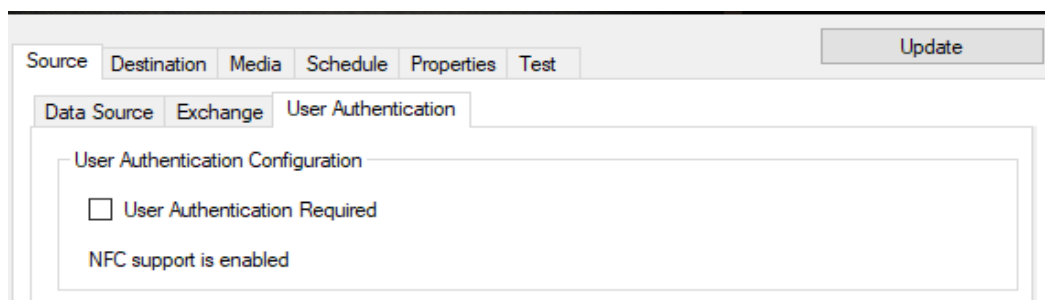 Update
Source Destination Media Schedule Properties Test
Data Source Exchange User Authentication
User Authentication Configuration
User Authentication Required
NFC support is enabled